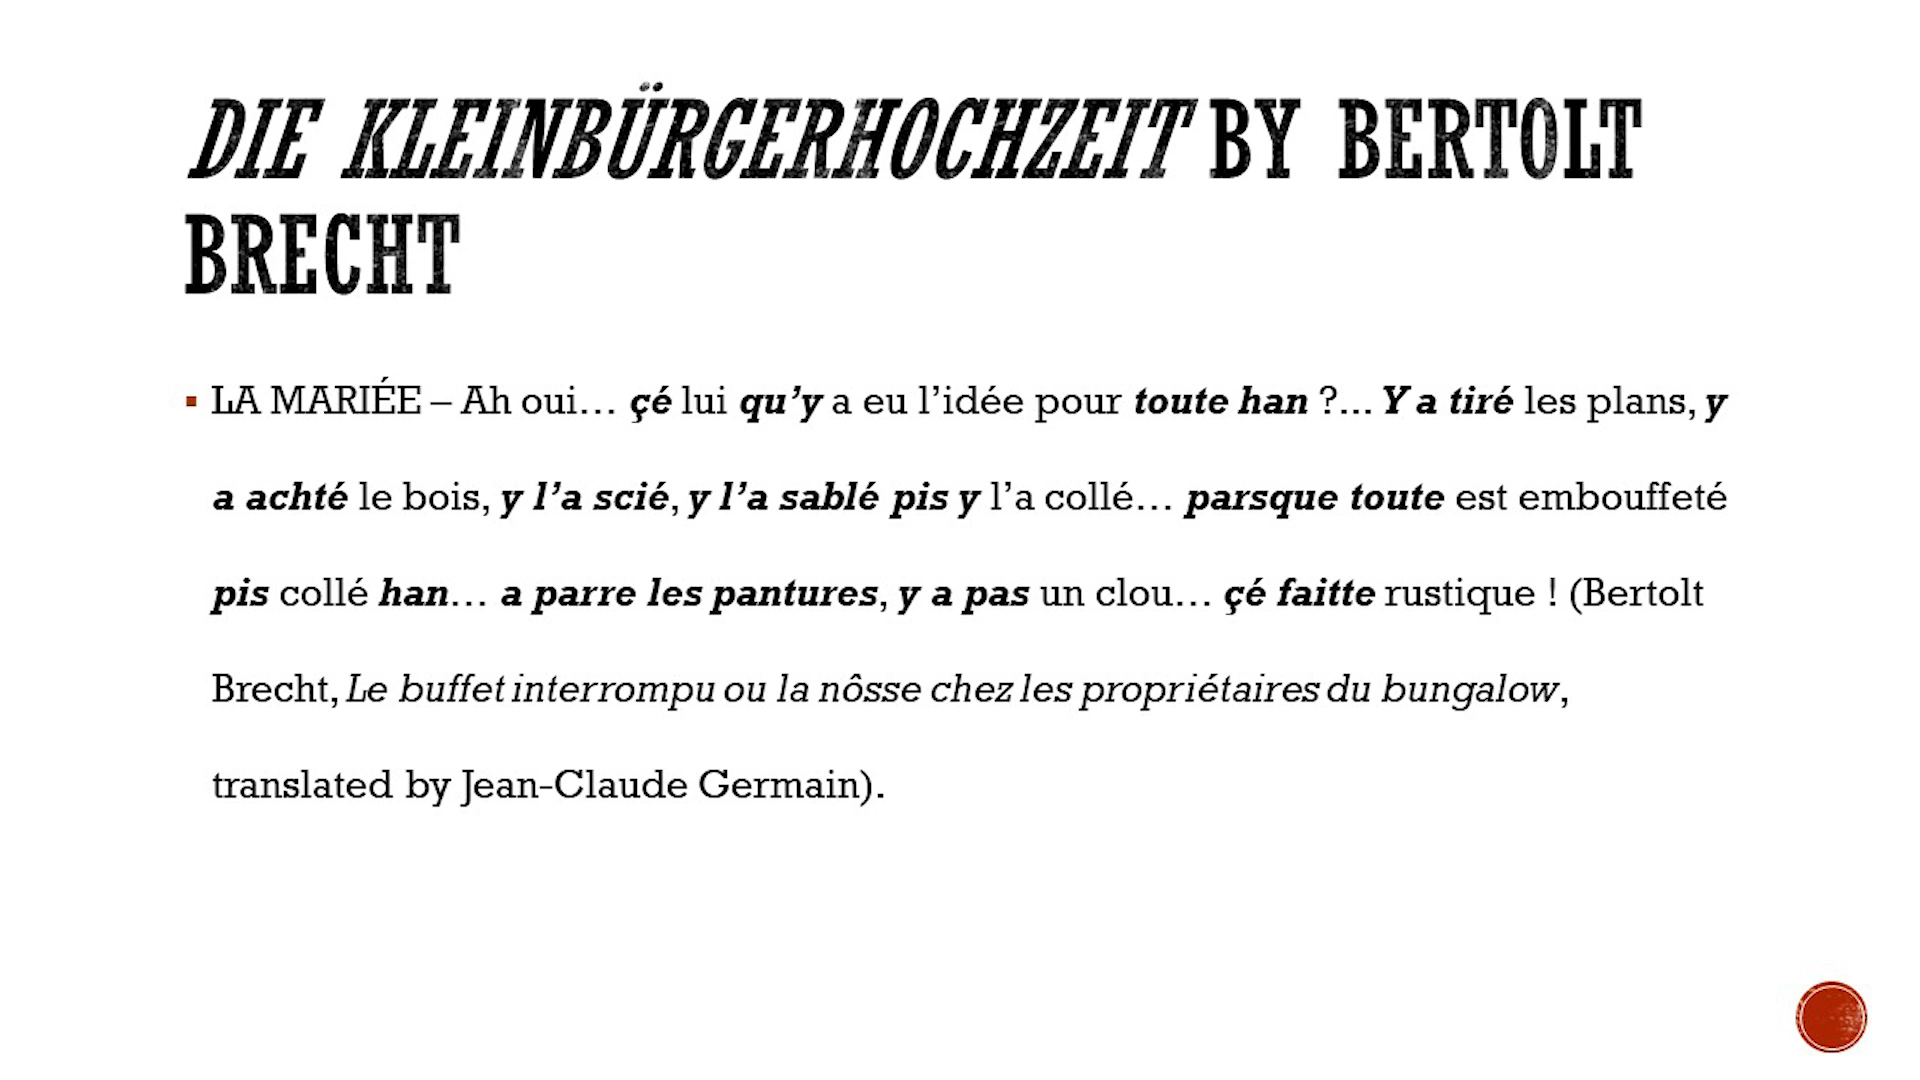 DIE KLEINBÜRGERHOCHZEIT BY BERTOLT
BRECHT
▪ LA MARIÉE – Ah oui… çé lui qu’y a eu l’idée pour toute han ?... Y a tiré les plans, y
a achté le bois, y l’a scié, y l’a sablé pis y l’a collé… parsque toute est embouffeté
pis collé han… a parre les pantures, y a pas un clou… çé faitte rustique ! (Bertolt
Brecht, Le buffet interrompu ou la nôsse chez les propriétaires du bungalow,
translated by Jean-Claude Germain).